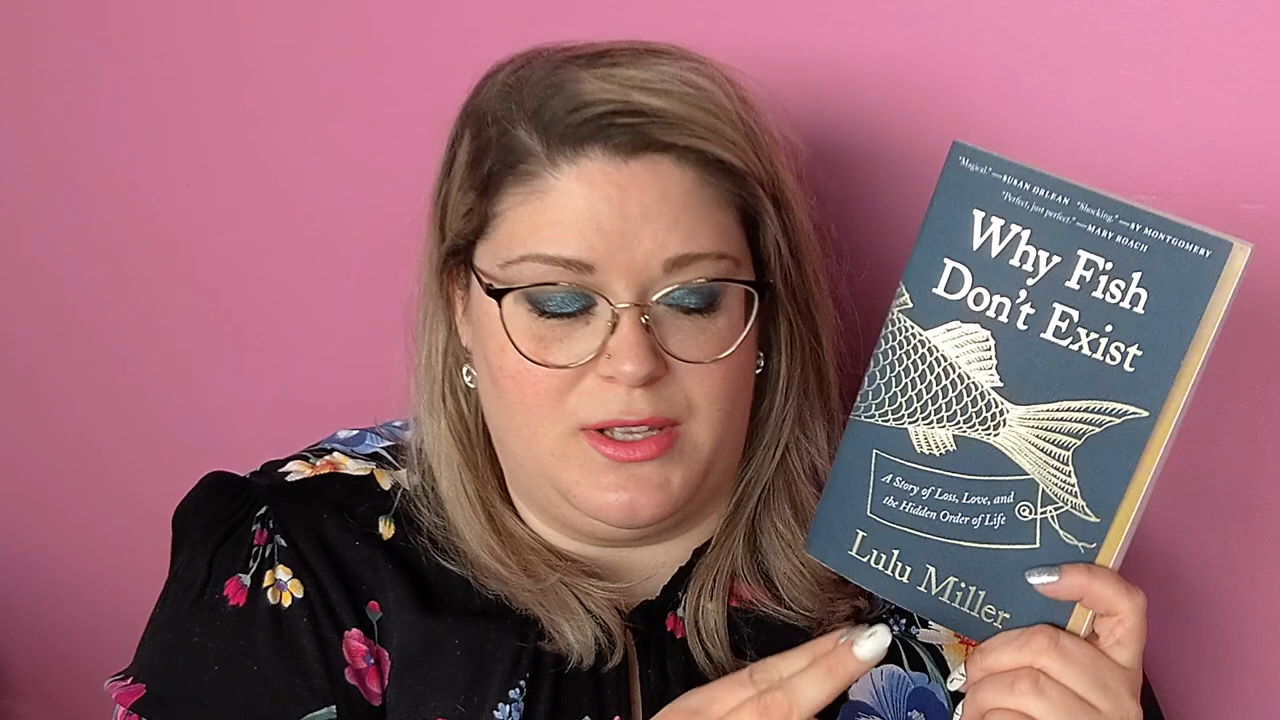 "Magical." —SUSAN ORLEAN "Shocking." —SY MONTGOMERY
"Perfect, just perfect." —MARY ROACH
Why Fish
Don't Exist
A Story of Loss, Love, and
the Hidden Order of Life
Lulu Miller